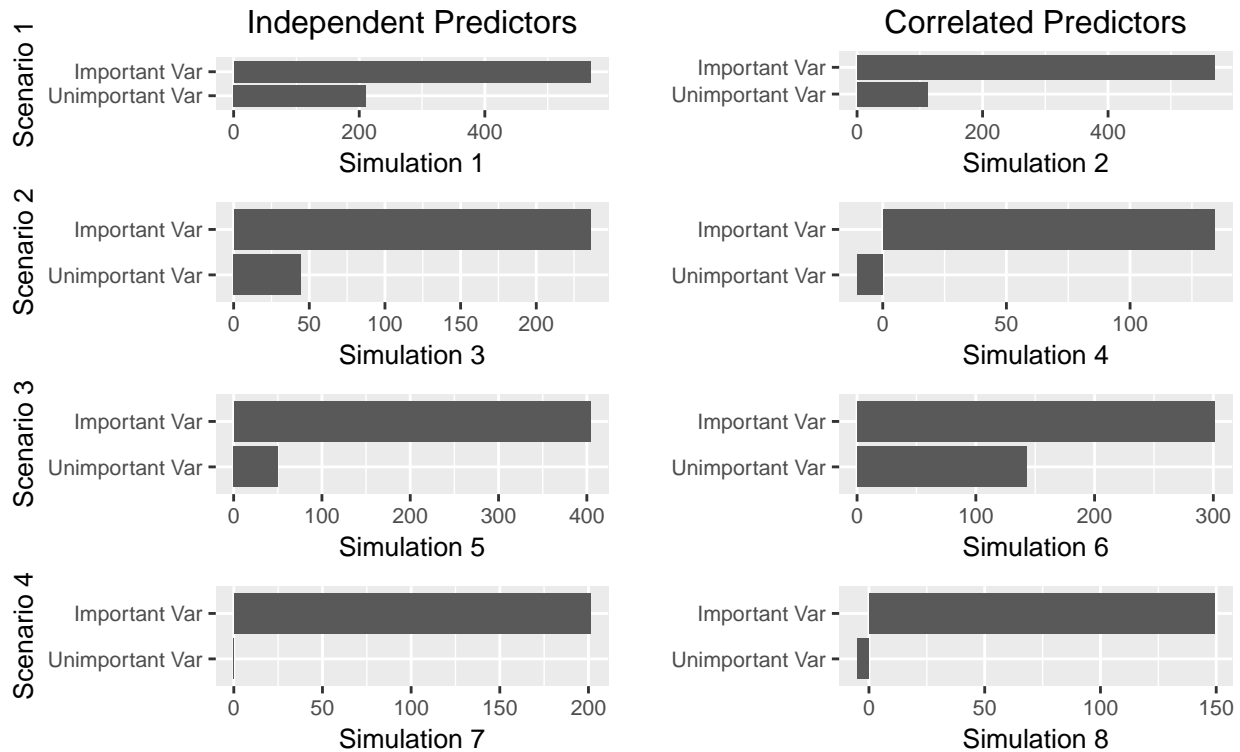 Independent Predictors
Correlated Predictors
Scenario 1
Important Var
Unimportant Var
0 200 400
Simulation 1
Important Var
Unimportant Var
0 200 400
Simulation 2
Scenario 2
Important Var
Unimportant Var
0 50 100 150 200
Simulation 3
Important Var
Unimportant Var
0 50 100
Simulation 4
Scenario 3
Important Var
Unimportant Var
0 100 200 300 400
Simulation 5
Important Var
Unimportant Var
0 100 200 300
Simulation 6
Scenario 4
Important Var
Unimportant Var
0 50 100 150 200
Simulation 7
Important Var
Unimportant Var
0 50 100 150
Simulation 8